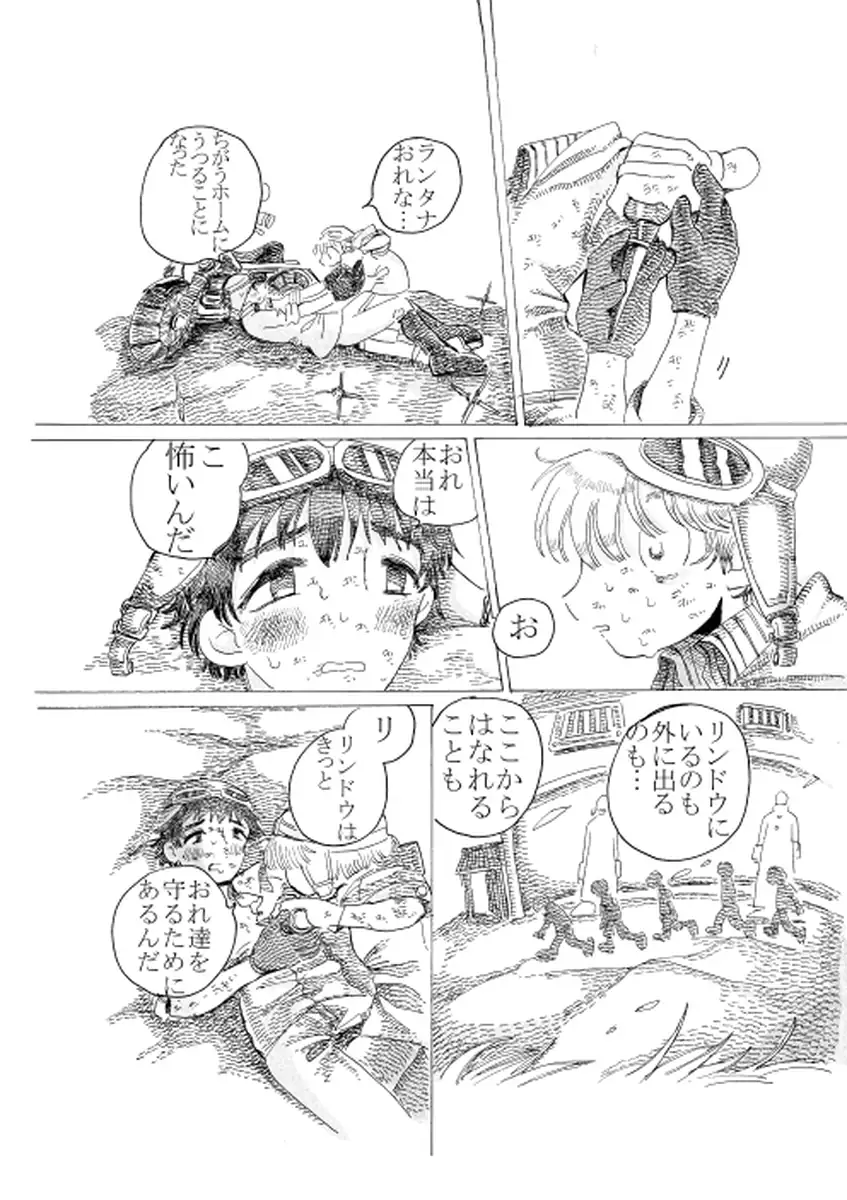 リ
ランタナ
おれな…
ちがうホームに
うつることに
なった
お
おれ
本当は
こ
怖いんだ
リンドウに
いるのも
外に出る
のも…
ここから
はなれる
ことも
リ
リンドウは
きっと
おれ達を
守るために
あるんだ